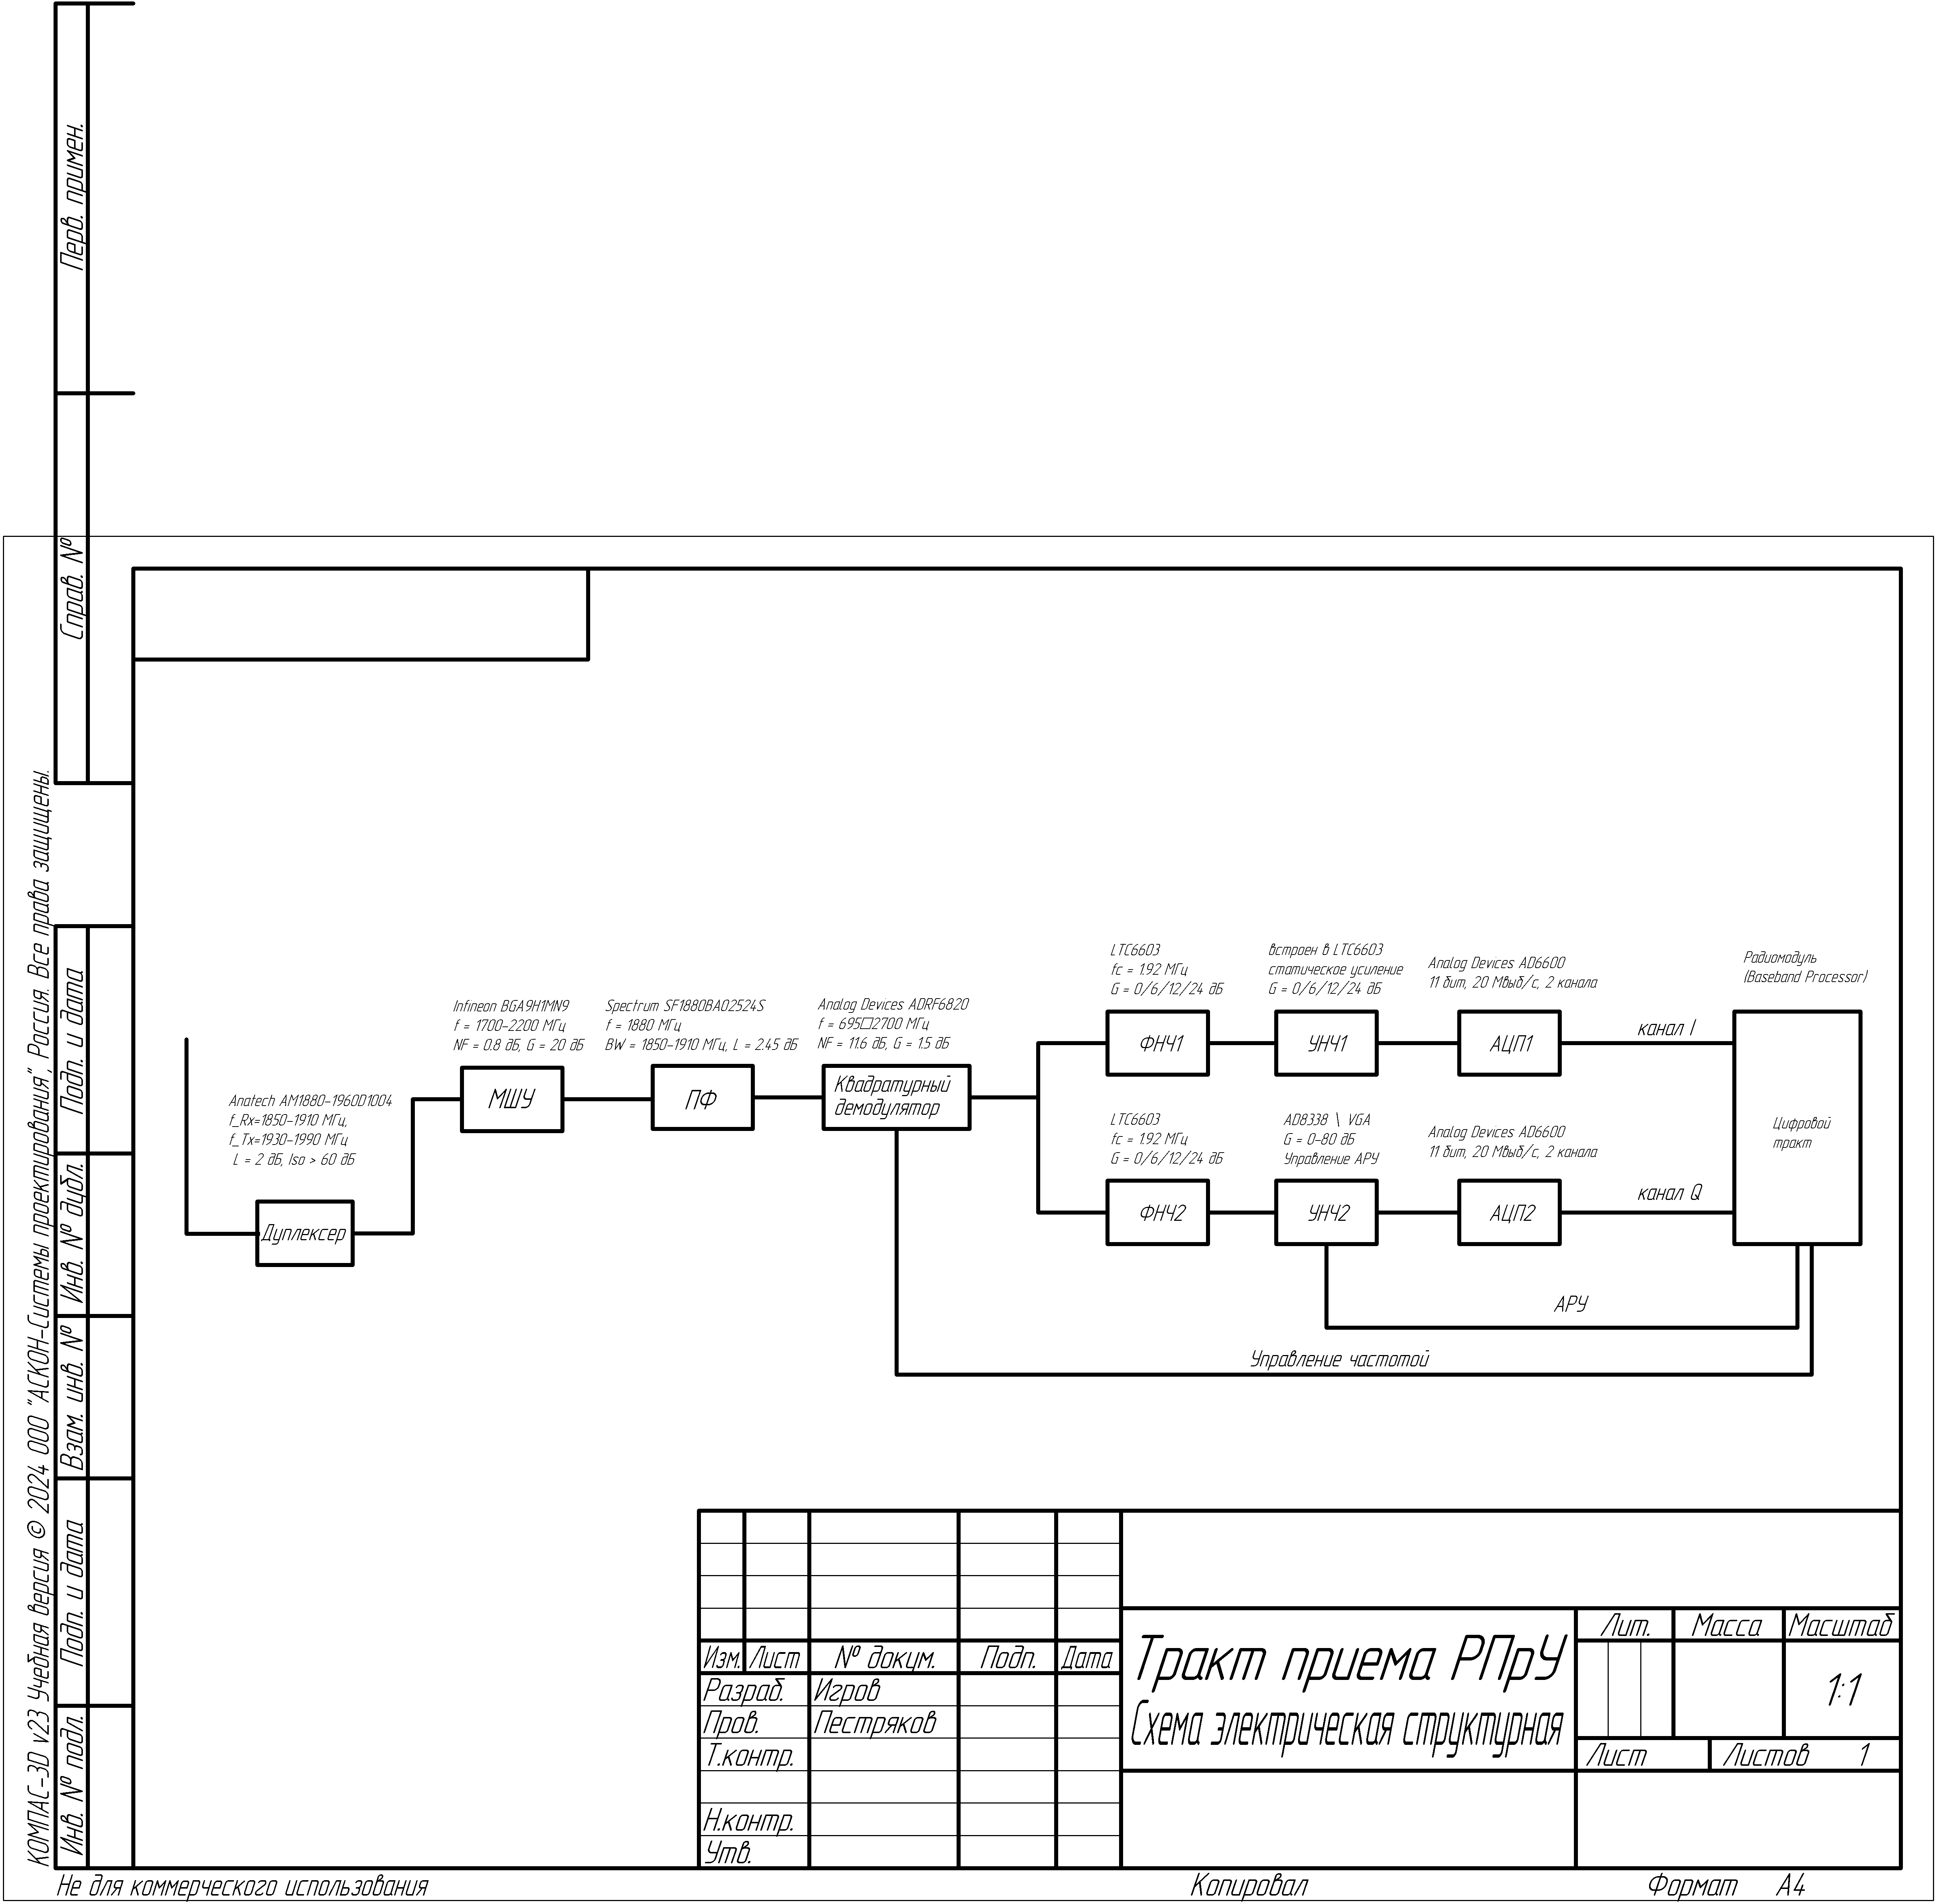 Перв. примен.
Справ. №
Подп. и дата
Инв. № дубл.
Взам. инв. №
Подп. и дата
Инв. № подл.
КОМПАС-3D v23 Учебная версия © 2024 ООО "АСКОН-Системы проектирования", Россия. Все права защищены.
Anatech AM1880-1960D1004
f_Rx=1850-1910 МГц,
f_Tx=1930-1990 МГц
L = 2 дБ, Iso > 60 дБ
Дуплексер
Infineon BGA9H1MN9
f = 1700-2200 МГц
NF = 0.8 дБ, G = 20 дБ
МШУ
Spectrum SF1880BA02524S
f = 1880 МГц
BW = 1850-1910 МГц, L = 2.45 дБ
ПФ
Analog Devices ADRF6820
f = 695□2700 МГц
NF = 11.6 дБ, G = 1.5 дБ
Квадратурный
демодулятор
LTC6603
fc = 1.92 МГц
G = 0/6/12/24 дБ
ФНЧ1
встроен в LTC6603
статическое усиление
G = 0/6/12/24 дБ
УНЧ1
Analog Devices AD6600
11 бит, 20 Мвыб/с, 2 канала
АЦП1
канал I
Радиомодуль
(Baseband Processor)
Цифровой
тракт
LTC6603
fc = 1.92 МГц
G = 0/6/12/24 дБ
ФНЧ2
AD8338 \ VGA
G = 0-80 дБ
Управление АРУ
УНЧ2
Analog Devices AD6600
11 бит, 20 Мвыб/с, 2 канала
АЦП2
канал Q
АРУ
Управление частотой
Изм. Лист № докум. Подп. Дата
Разраб. Игров
Пров. Пестряков
Т.контр.
Н.контр.
Утв.
Тракт приема РПрУ
Схема электрическая структурная
Лит. Масса Масштаб
1:1
Лист Листов 1
Не для коммерческого использования
Копировал
Формат A4